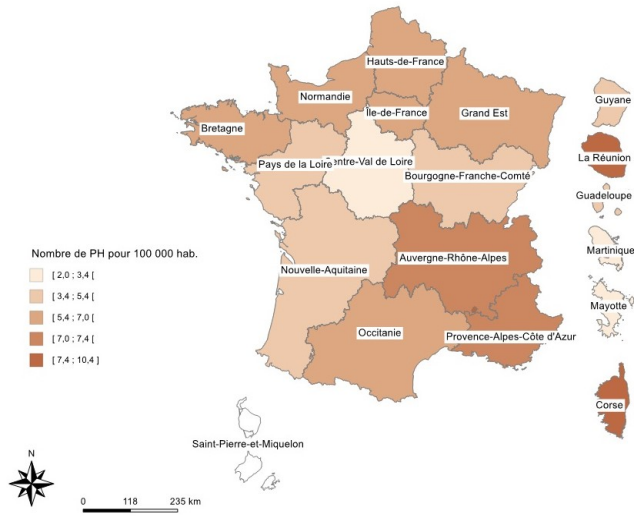 Hauts-de-France
Normandie
Île-de-France
Grand Est
Bretagne
Pays de la Loire
entre-Val de Loire
Bourgogne-Franche-Comté
Auvergne-Rhône-Alpes
Nouvelle-Aquitaine
Occitanie
Provence-Alpes-Côte d'Azur
Guyane
La Réunion
Guadeloupe
Martinique
Mayotte
Corse
Nombre de PH pour 100 000 hab.
[ 2,0 ; 3,4 [
[ 3,4 ; 5,4 [
[ 5,4 ; 7,0 [
[ 7,0 ; 7,4 [
[ 7,4 ; 10,4 ]
Saint-Pierre-et-Miquelon
N
0 118 235 km